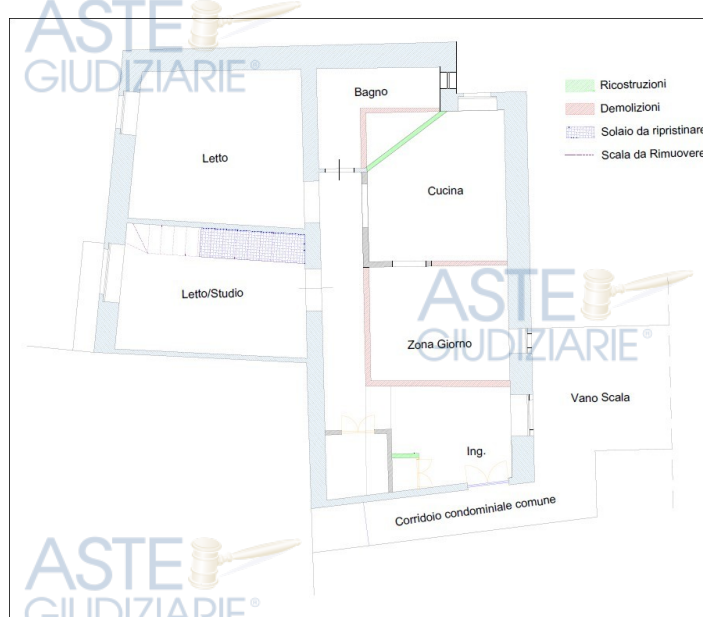 ASTE
GIUDIZIARIE®
Bagno
Ricostruzioni
Demolizioni
Solaio da ripristinare
Scala da Rimuovere
Letto
Cucina
Letto/Studio
ASTE
GIUDIZIARIE®
Zona Giorno
Vano Scala
Ing.
Corridoio condominiale comune
ASTE
GIUDIZIARIE®